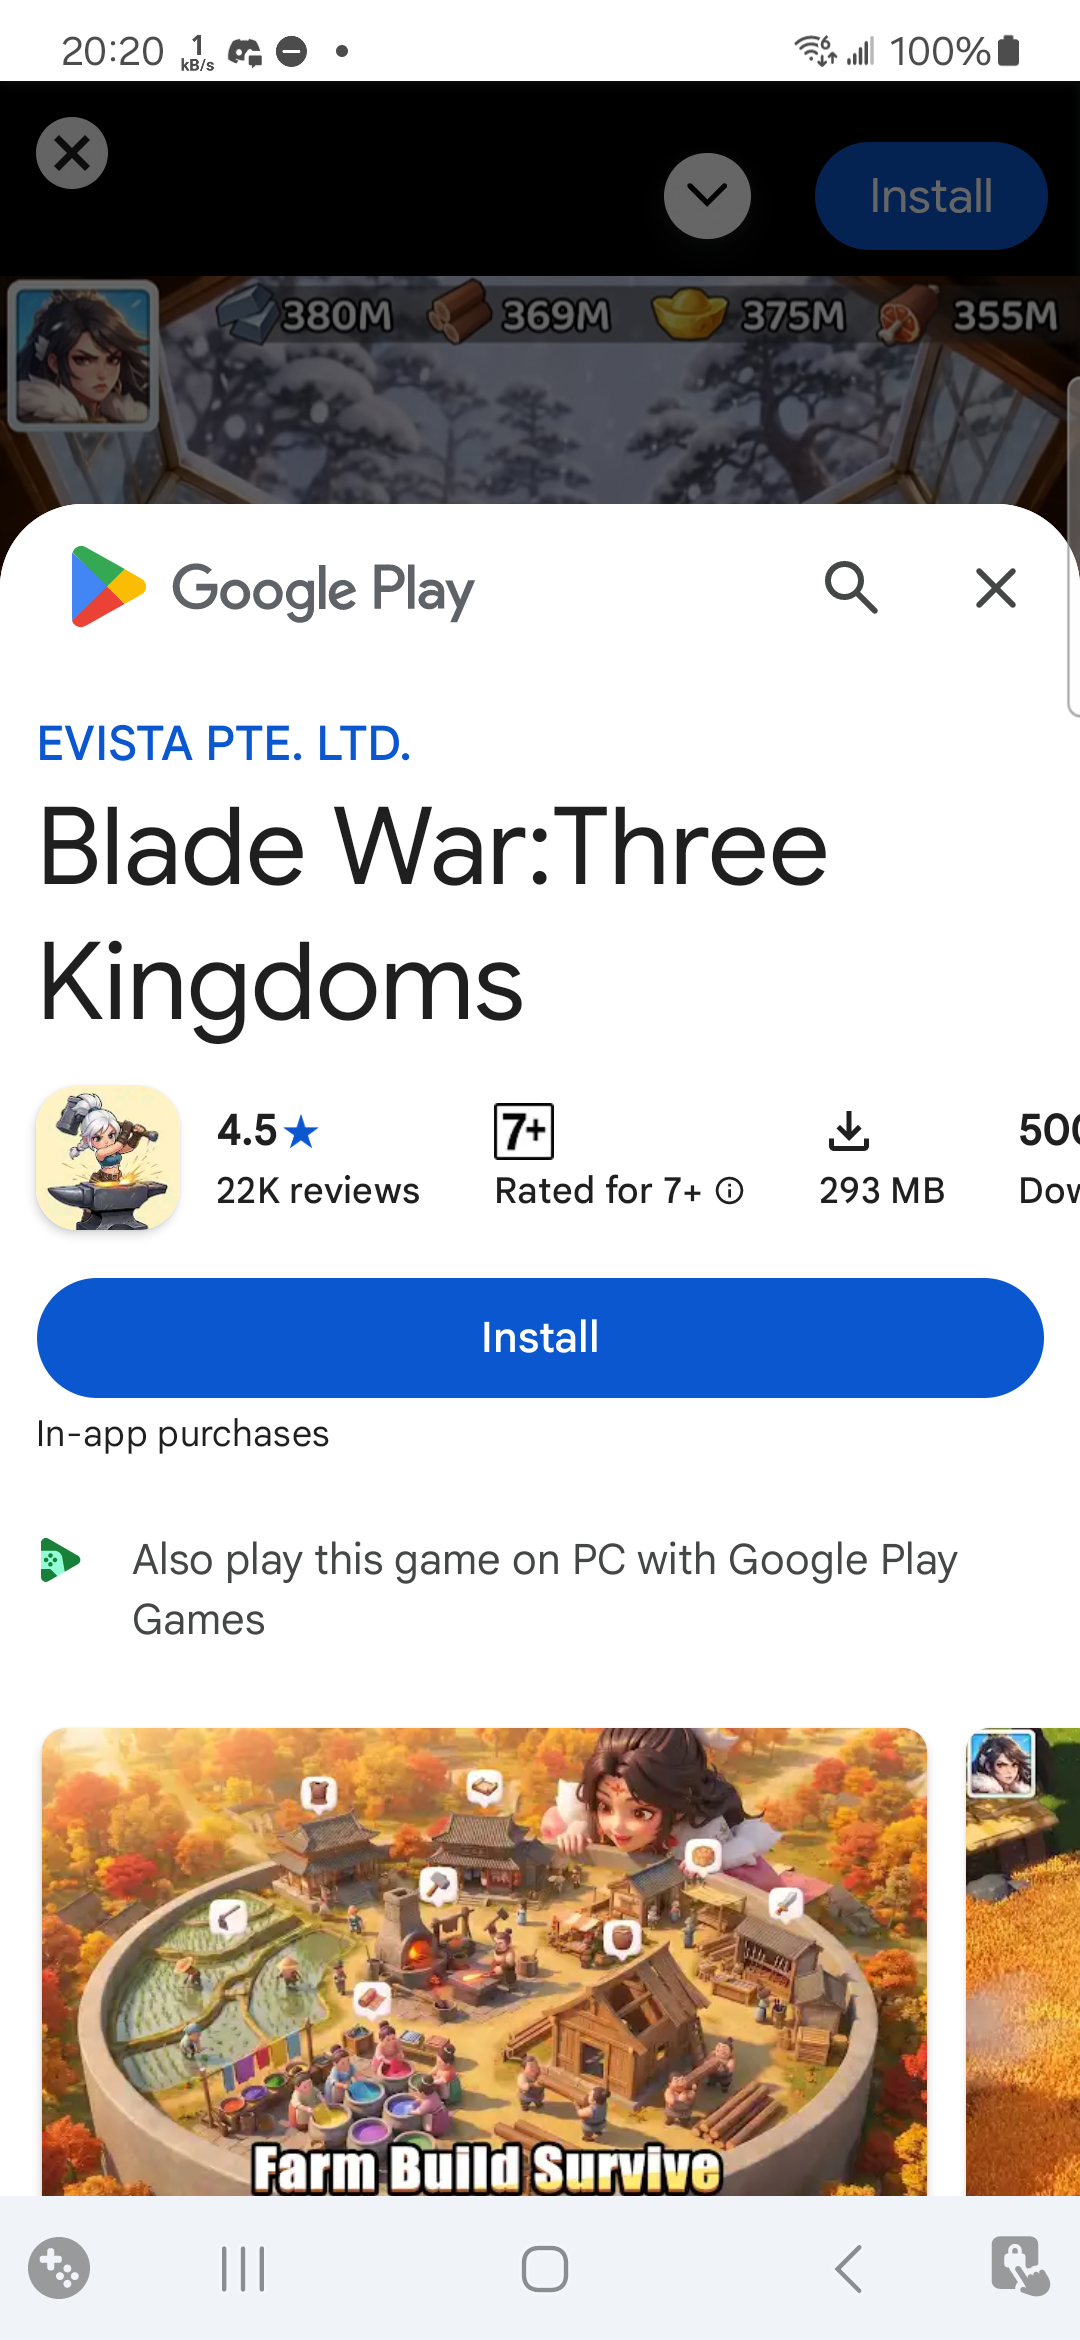 20:20 1 kB/s 100%
Install
380M 369M 375M 355M
Google Play
EVISTA PTE. LTD.
Blade War:Three
Kingdoms
4.5★ 7+
22K reviews Rated for 7+ 293 MB
Install
In-app purchases
Also play this game on PC with Google Play
Games
Farm Build Survive